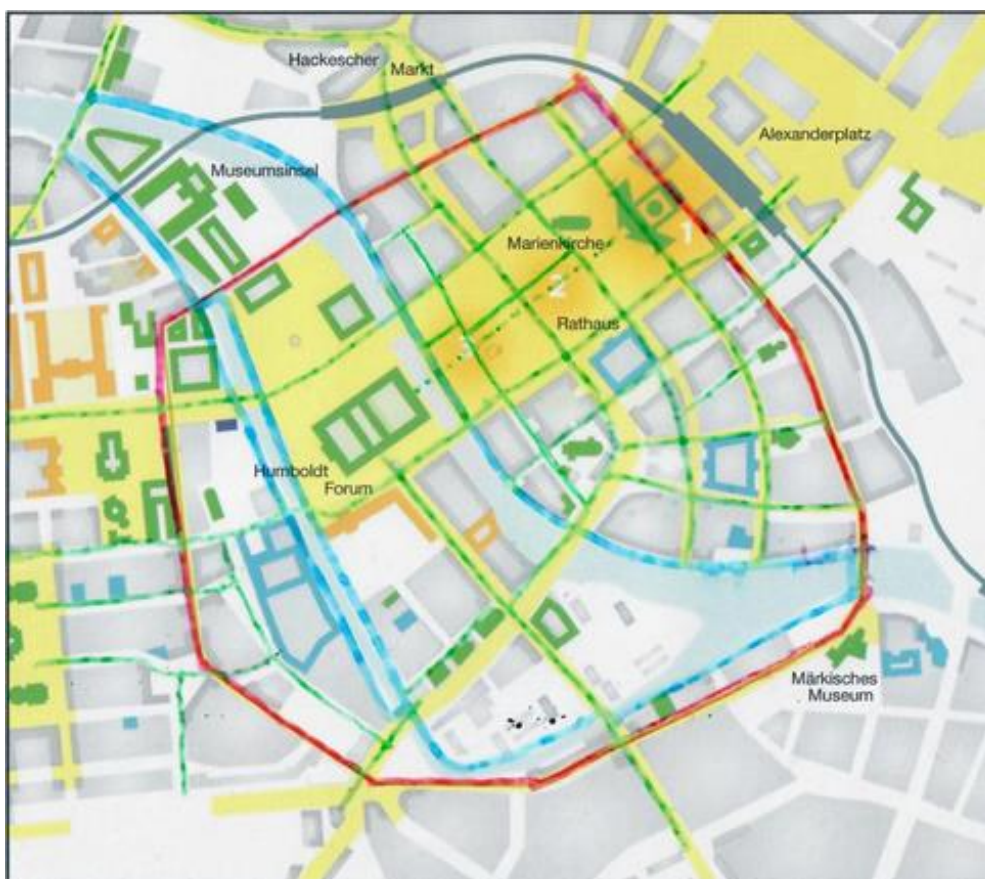 Hackescher
Markt
Alexanderplatz
Museumsinsel
1
Marienkirche
2
Rathaus
Humboldt
Forum
Märkisches
Museum